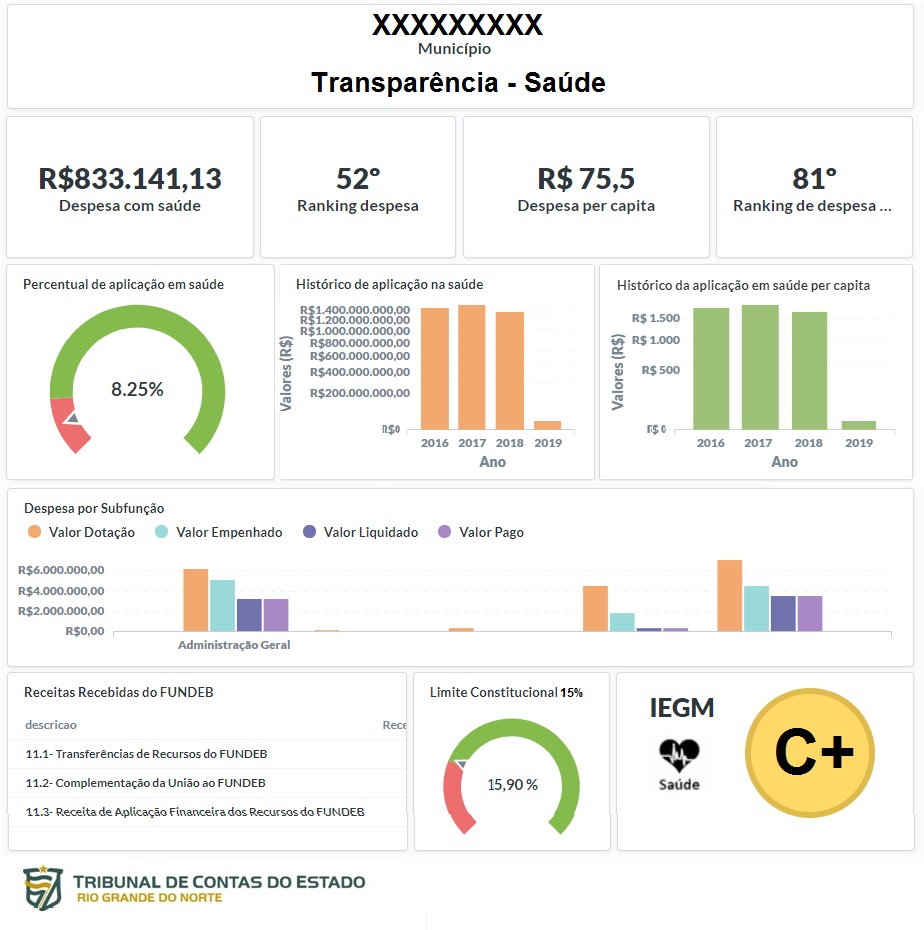 XXXXXXXXX
Município
Transparência - Saúde
R$833.141,13
Despesa com saúde
52º
Ranking despesa
R$ 75,5
Despesa per capita
81º
Ranking de despesa ...
Percentual de aplicação em saúde
8.25%
Histórico de aplicação na saúde
Valores (R$)
R$1.400.000.000,00
R$1.200.000.000,00
R$1.000.000.000,00
R$800.000.000,00
R$600.000.000,00
R$400.000.000,00
R$200.000.000,00
R$0
2016 2017 2018 2019
Ano
Histórico da aplicação em saúde per capita
Valores (R$)
R$ 1.500
R$ 1.000
R$ 500
R$ 0
2016 2017 2018 2019
Ano
Despesa por Subfunção
Valor Dotação Valor Empenhado Valor Liquidado Valor Pago
R$6.000.000,00
R$4.000.000,00
R$2.000.000,00
R$0,00
Administração Geral
Receitas Recebidas do FUNDEB
descricao Rece
11.1- Transferências de Recursos do FUNDEB
11.2- Complementação da União ao FUNDEB
11.3- Receita de Aplicação Financeira dos Recursos do FUNDEB
Limite Constitucional 15%
15,90 %
IEGM
Saúde
C+
TRIBUNAL DE CONTAS DO ESTADO
RIO GRANDE DO NORTE